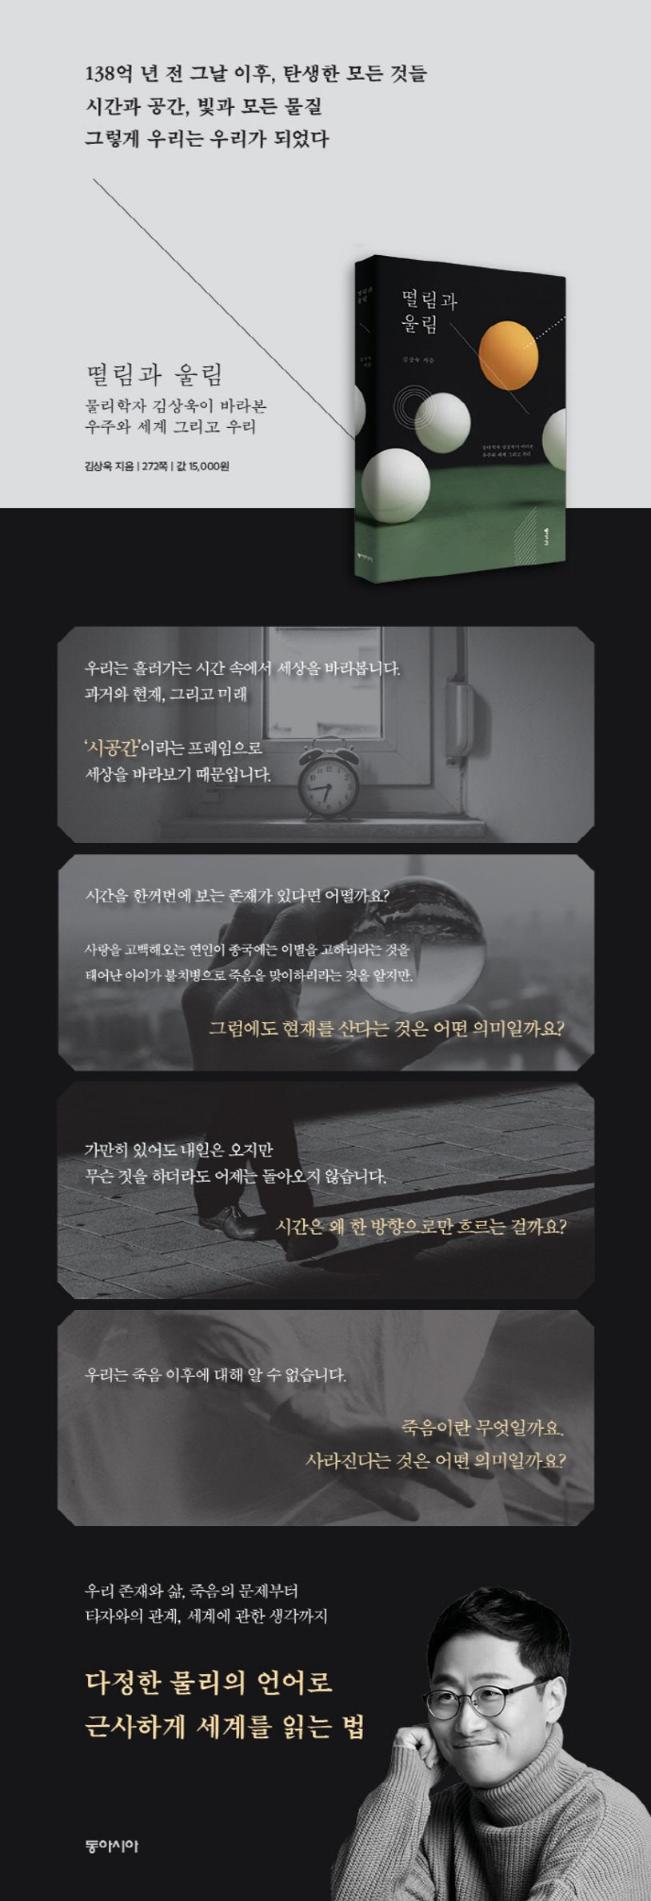 138억 년 전 그날 이후, 탄생한 모든 것들
시간과 공간, 빛과 모든 물질
그렇게 우리는 우리가 되었다
떨림과
울림
김상욱 지음
떨림과 울림
물리학자 김상욱이 바라본
우주와 세계 그리고 우리
김상욱 지음 | 272쪽 | 값 15,000원
물리학자 김상욱이 바라본
우주와 세계 그리고 우리
동아시아
우리는 흘러가는 시간 속에서 세상을 바라봅니다.
과거와 현재, 그리고 미래
‘시공간’이라는 프레임으로
세상을 바라보기 때문입니다.
시간을 한꺼번에 보는 존재가 있다면 어떨까요?
사랑을 고백해오는 연인이 종국에는 이별을 고하리라는 것을
태어난 아이가 불치병으로 죽음을 맞이하리라는 것을 알지만.
그럼에도 현재를 산다는 것은 어떤 의미일까요?
가만히 있어도 내일은 오지만
무슨 짓을 하더라도 어제는 돌아오지 않습니다.
시간은 왜 한 방향으로만 흐르는 걸까요?
우리는 죽음 이후에 대해 알 수 없습니다.
죽음이란 무엇일까요.
사라진다는 것은 어떤 의미일까요?
우리 존재와 삶, 죽음의 문제부터
타자와의 관계, 세계에 관한 생각까지
다정한 물리의 언어로
근사하게 세계를 읽는 법
동아시아